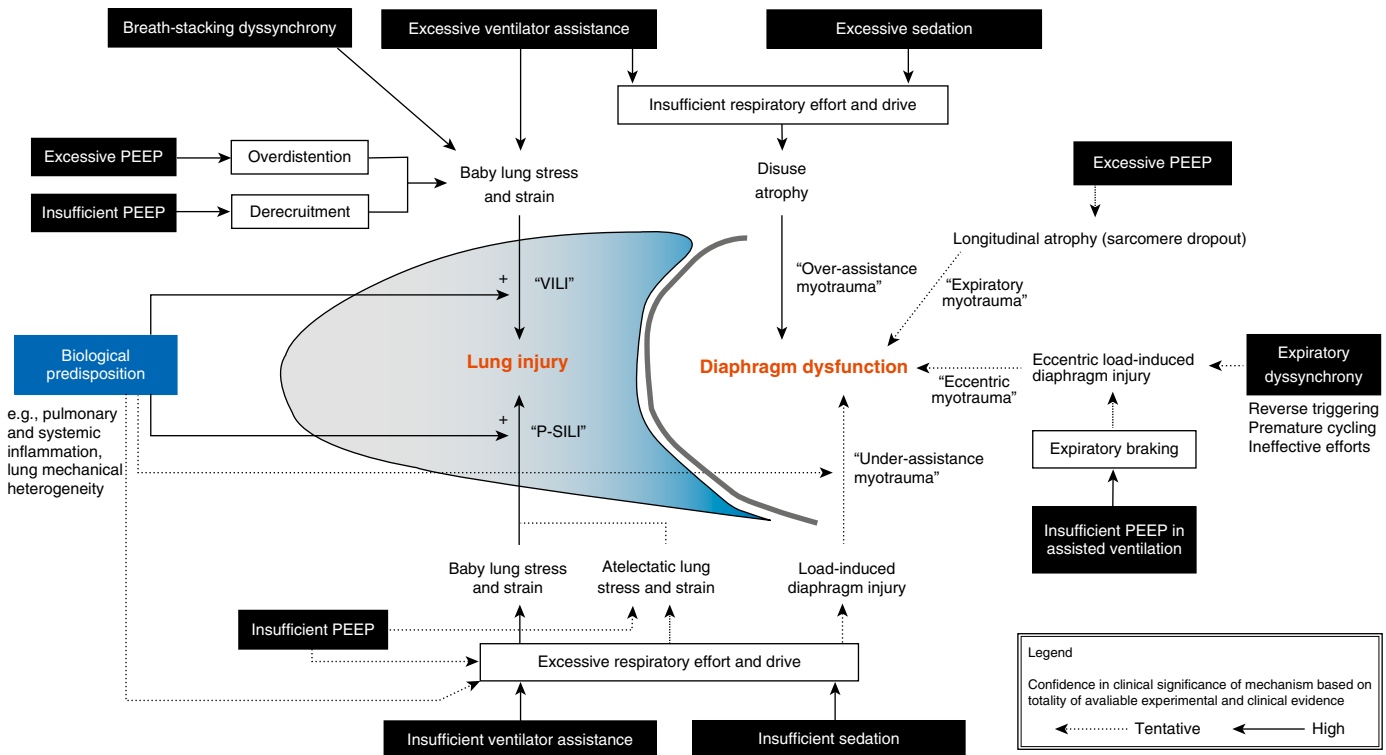 Breath-stacking dyssynchrony
Excessive ventilator assistance
Excessive sedation
Insufficient respiratory effort and drive
Excessive PEEP
Overdistention
Insufficient PEEP
Derecruitment
Baby lung stress
and strain
Disuse
atrophy
Excessive PEEP
Longitudinal atrophy (sarcomere dropout)
+
“VILI”
“Over-assistance
myotrauma”
“Expiratory
myotrauma”
Biological
predisposition
e.g., pulmonary
and systemic
inflammation,
lung mechanical
heterogeneity
Lung injury
Diaphragm dysfunction
“Eccentric
myotrauma”
Eccentric load-induced
diaphragm injury
Expiratory
dyssynchrony
Reverse triggering
Premature cycling
Ineffective efforts
+
“P-SILI”
“Under-assistance
myotrauma”
Expiratory braking
Insufficient PEEP in
assisted ventilation
Baby lung stress
and strain
Atelectatic lung
stress and strain
Load-induced
diaphragm injury
Insufficient PEEP
Excessive respiratory effort and drive
Insufficient ventilator assistance
Insufficient sedation
Legend
Confidence in clinical significance of mechanism based on
totality of avaliable experimental and clinical evidence
Tentative
High